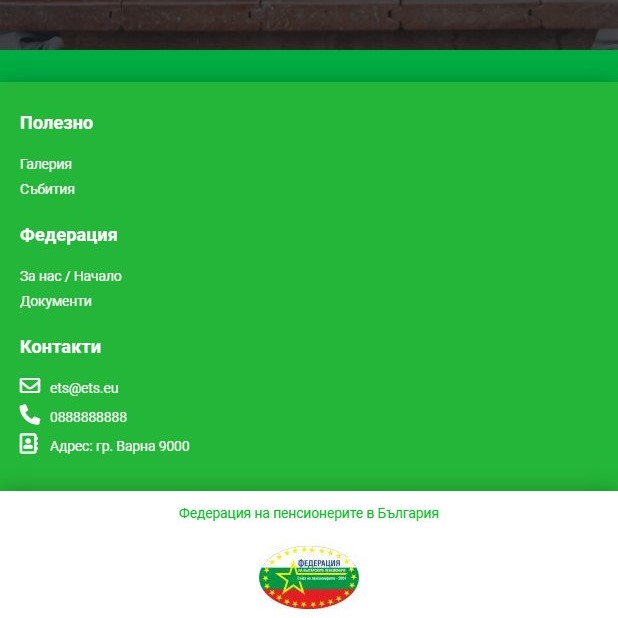 Полезно
Галерия
Събития
Федерация
За нас / Начало
Документи
Контакти
ets@ets.eu
0888888888
Адрес: гр. Варна 9000
Федерация на пенсионерите в България
ФЕДЕРАЦИЯ